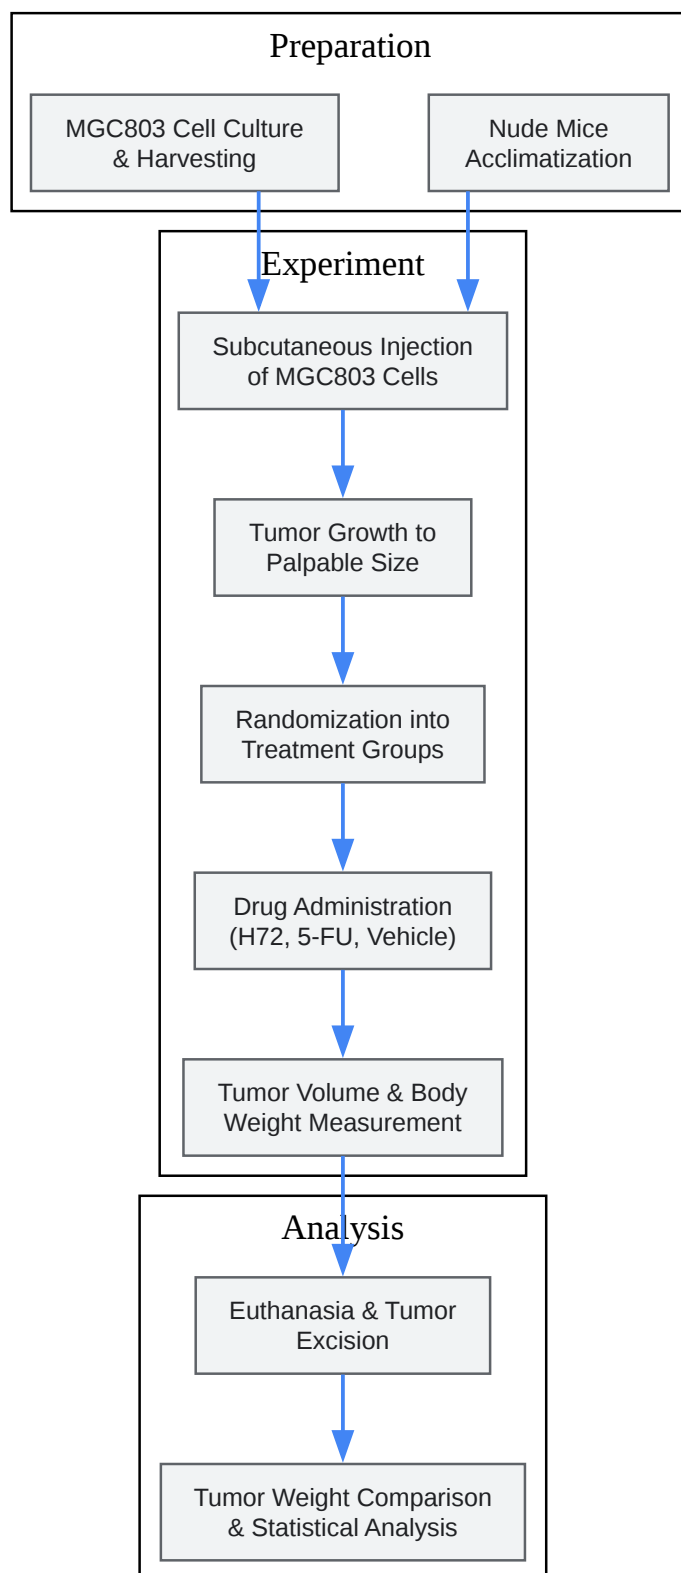 Preparation
MGC803 Cell Culture
& Harvesting
Nude Mice
Acclimatization
Experiment
Subcutaneous Injection
of MGC803 Cells
Tumor Growth to
Palpable Size
Randomization into
Treatment Groups
Drug Administration
(H72, 5-FU, Vehicle)
Tumor Volume & Body
Weight Measurement
Analysis
Euthanasia & Tumor
Excision
Tumor Weight Comparison
& Statistical Analysis